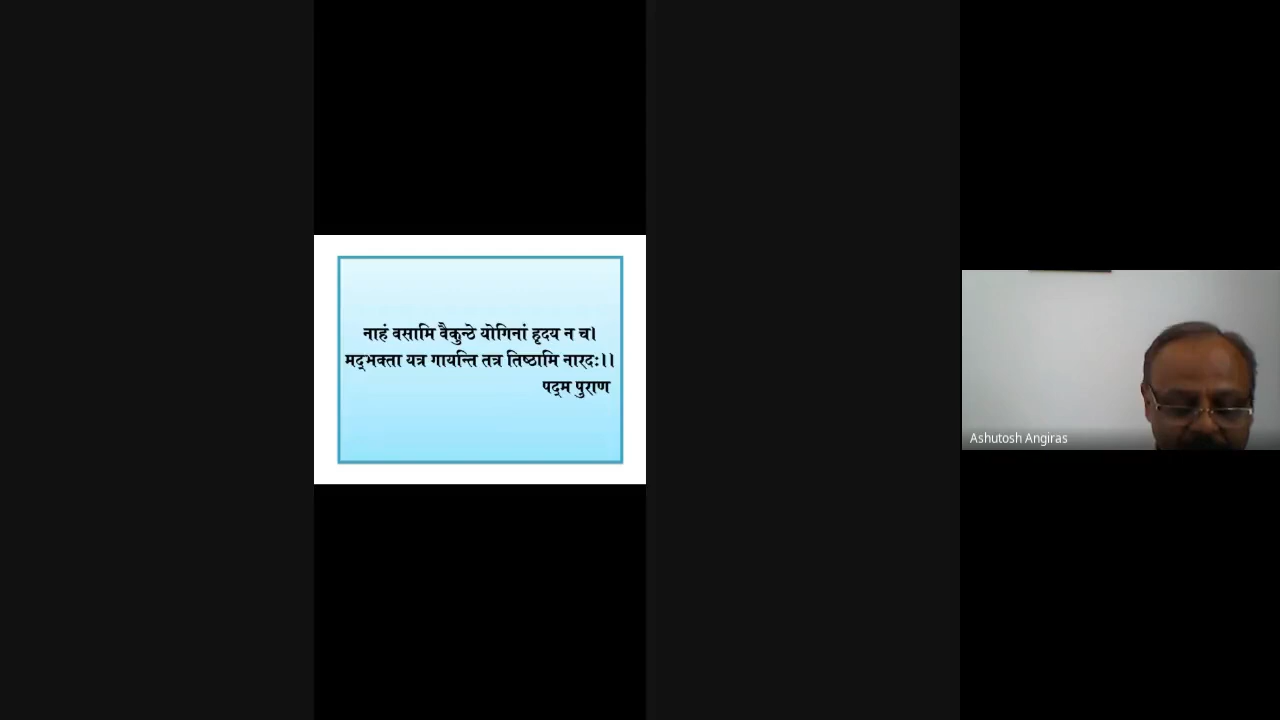 नाहं वसामि वैकुन्ठे योगिनां हृदय न च।
मद्भक्ता यत्र गायन्ति तत्र तिष्ठामि नारदः।।
पद्म पुराण
Ashutosh Angiras